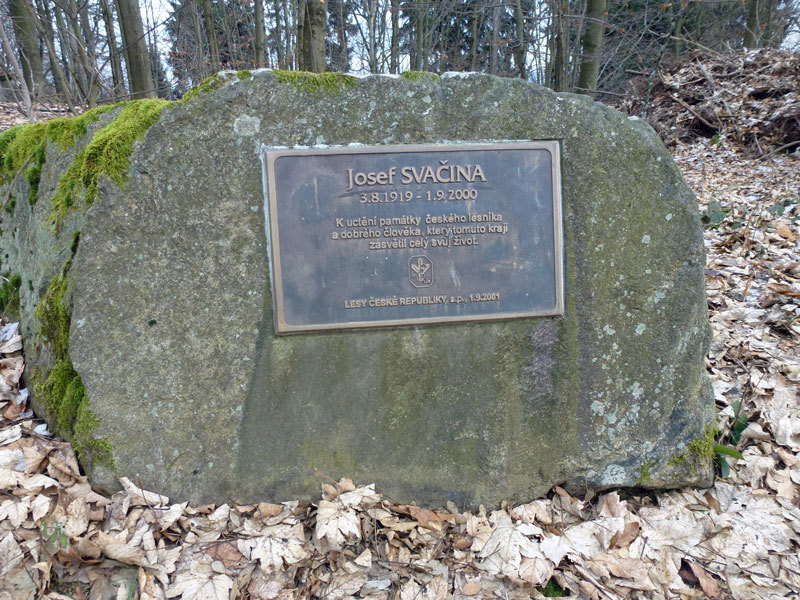 Josef SVAČINA
3.8.1919 - 1.9.2000
K uctění památky českého lesníka
a dobrého člověka, který tomuto kraji
zasvětil celý svůj život.
LESY ČESKÉ REPUBLIKY, s.p., 1.9.2001